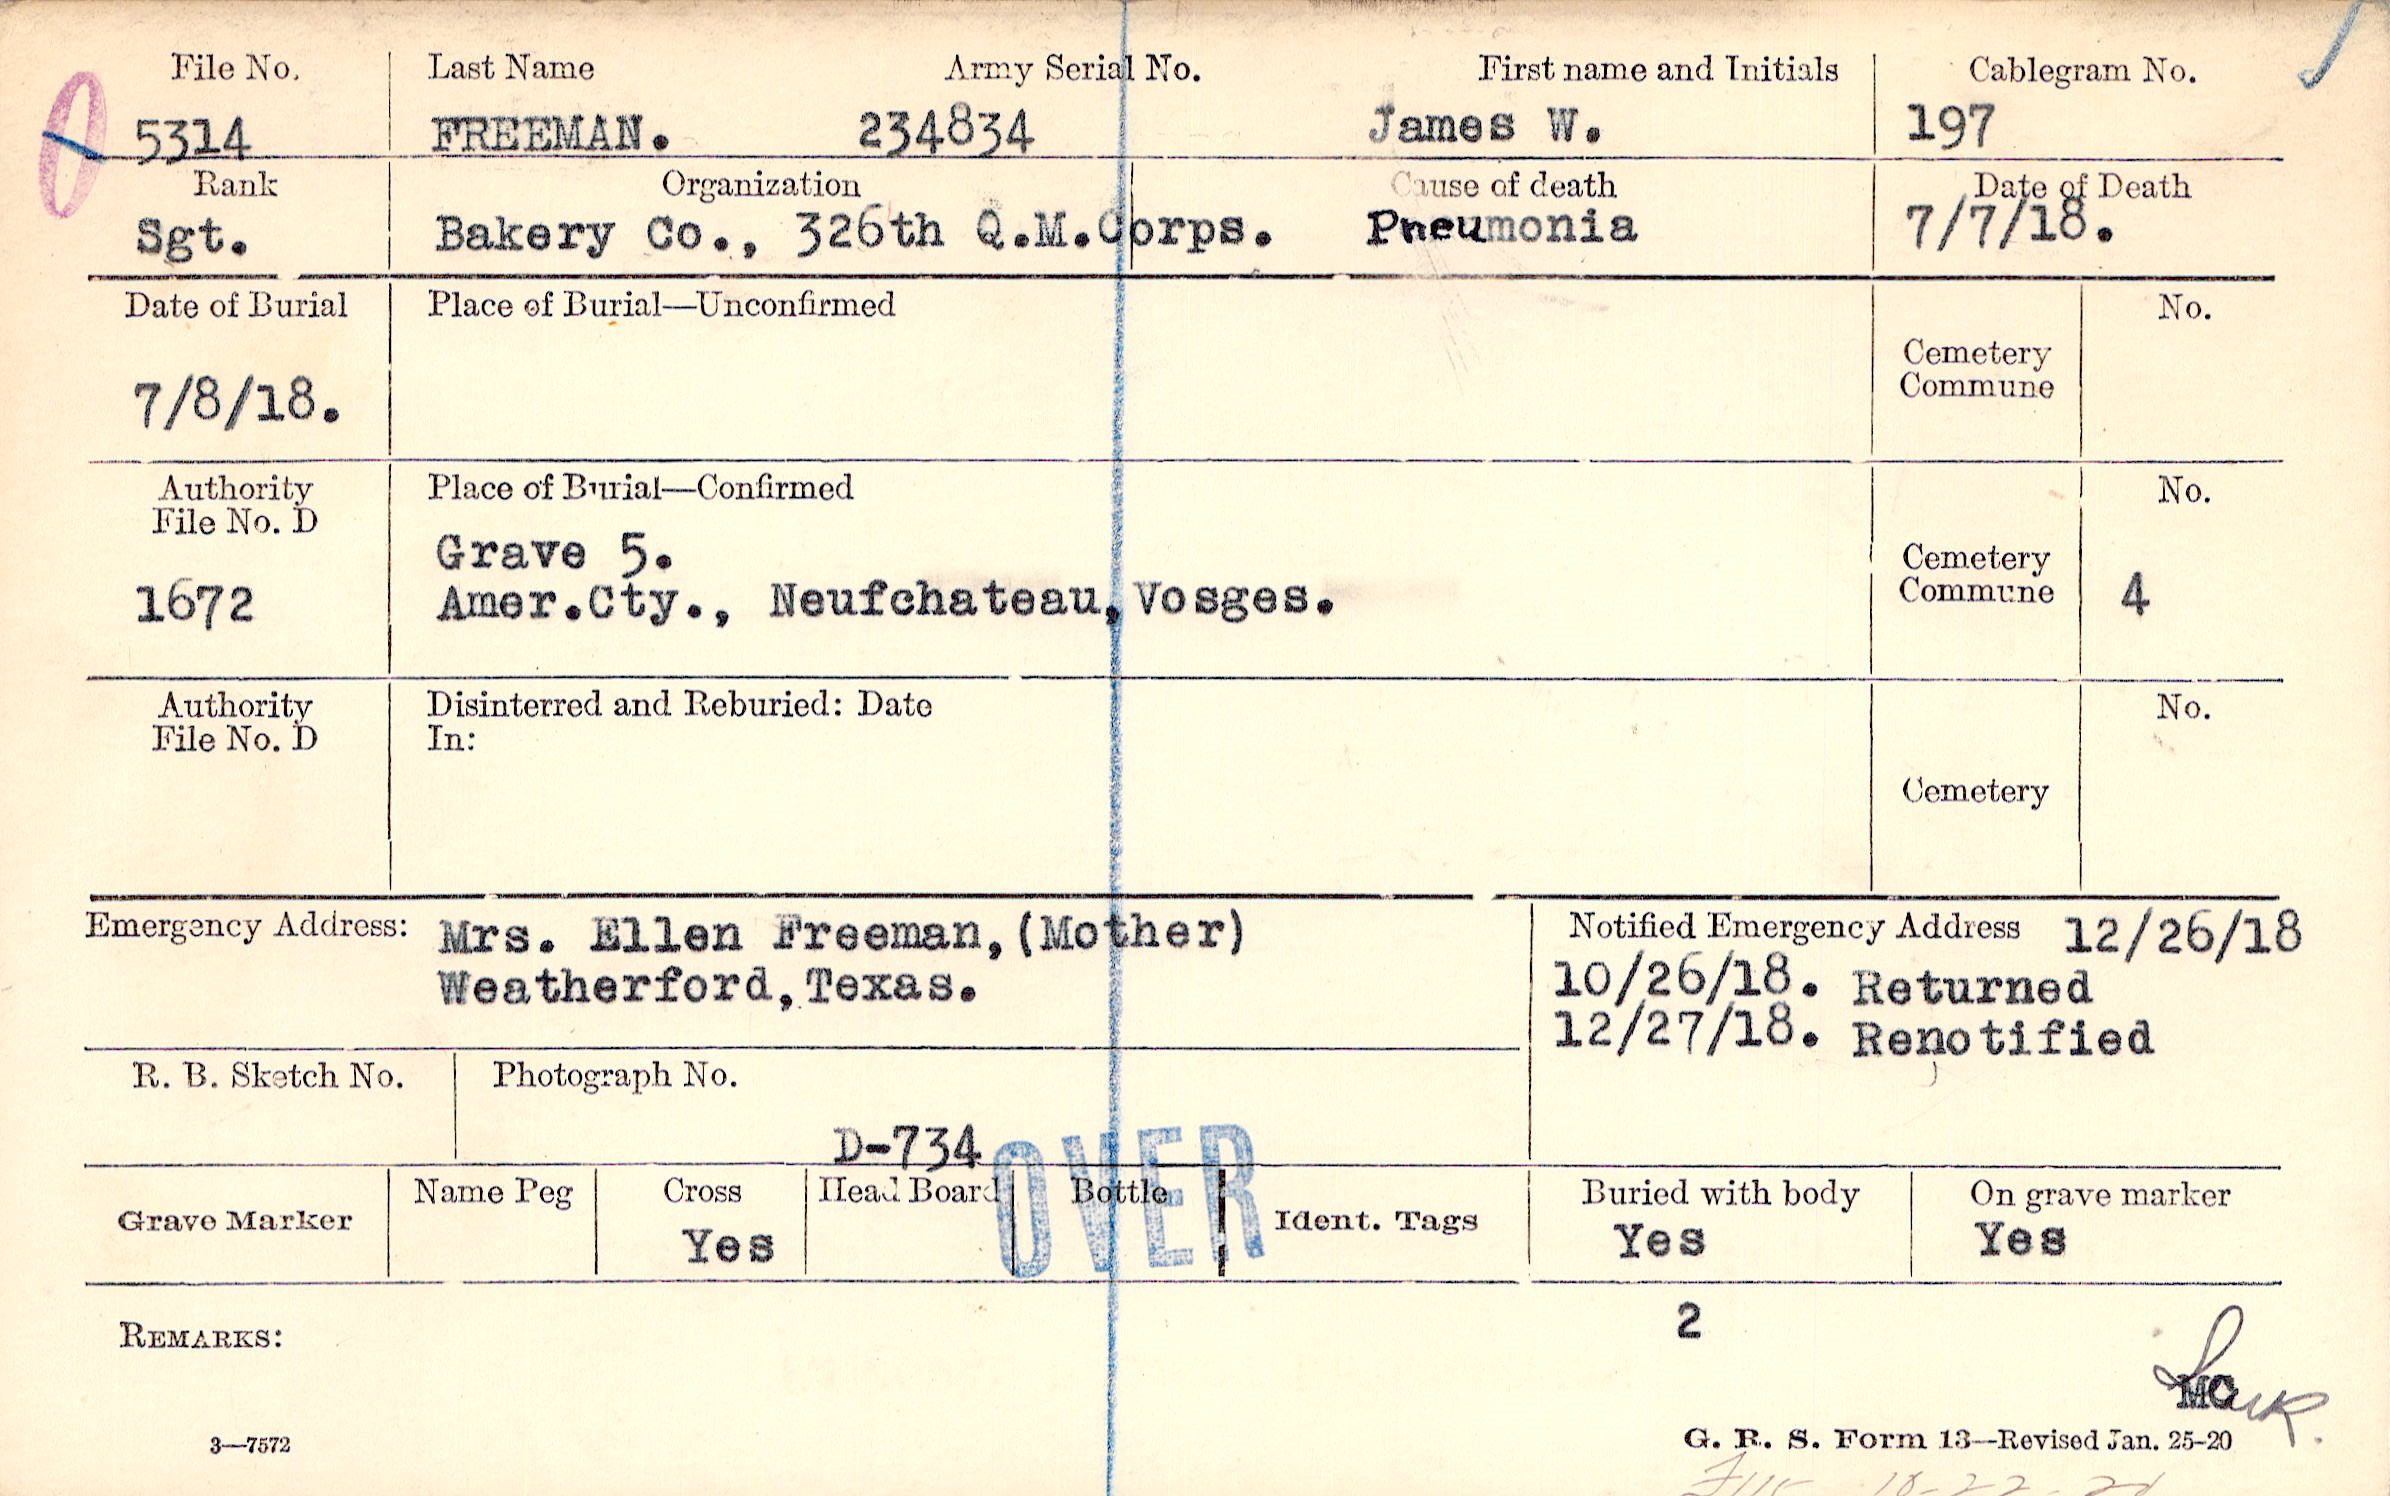 File No. Last Name Army Serial No. First name and Initials Cablegram No.
5314 FREEMAN. 234834 James W. 197
Rank Organization Cause of death Date of Death
Sgt. Bakery Co., 326th Q.M.Corps. Pneumonia 7/7/18.
Date of Burial Place of Burial—Unconfirmed No.
Cemetery
Commune
7/8/18.
Authority Place of Burial—Confirmed No.
File No. D
Grave 5.
Cemetery
1672 Amer.Cty., Neufchateau, Vosges. Commune 4
Authority Disinterred and Reburied: Date No.
File No. D In:
Cemetery
Emergency Address: Mrs. Ellen Freeman, (Mother)
Weatherford, Texas.
Notified Emergency Address 12/26/18
10/26/18. Returned
12/27/18. Renotified
R. B. Sketch No. Photograph No.
D-734
OVER
Grave Marker Name Peg Cross Head Board Bottle Ident. Tags Buried with body On grave marker
Yes Yes Yes
2
REMARKS:
MC
3—7572 G. R. S. Form 13—Revised Jan. 25-20